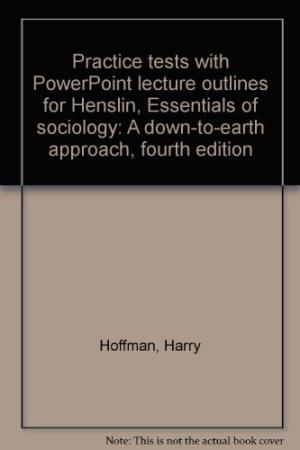 Practice tests with
PowerPoint lecture outlines
for Henslin, Essentials of
sociology: A down-to-earth
approach, fourth edition
Hoffman, Harry
Note: This is not the actual book cover